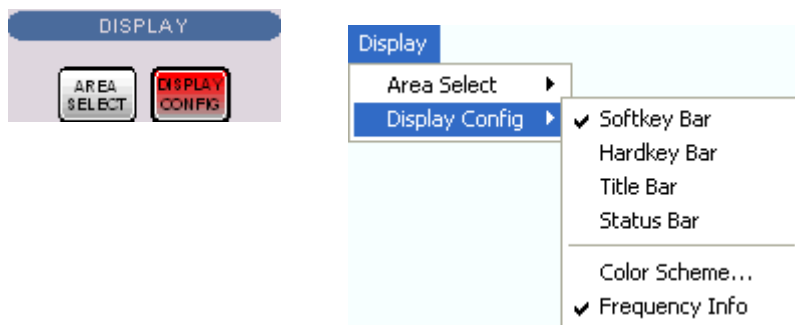 DISPLAY
AREA
SELECT
DISPLAY
CONFIG
Display
Area Select
Display Config
Softkey Bar
Hardkey Bar
Title Bar
Status Bar
Color Scheme...
Frequency Info